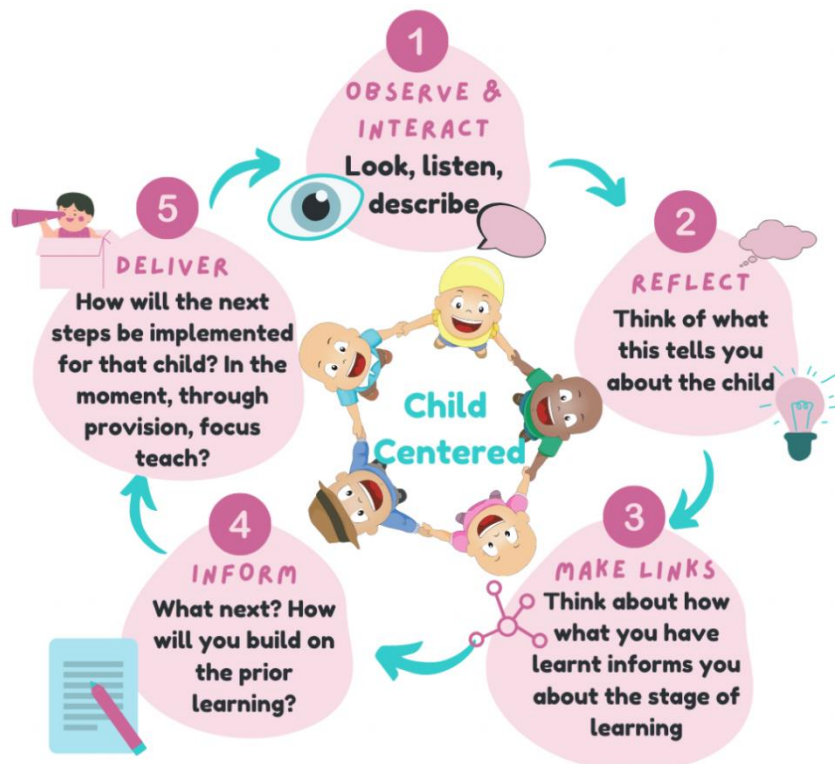 1
OBSERVE &
INTERACT
Look, listen,
describe
2
REFLECT
Think of what
this tells you
about the child
3
MAKE LINKS
Think about how
what you have
learnt informs you
about the stage of
learning
4
INFORM
What next? How
will you build on
the prior
learning?
5
DELIVER
How will the next
steps be implemented
for that child? In the
moment, through
provision, focus
teach?
Child
Centered